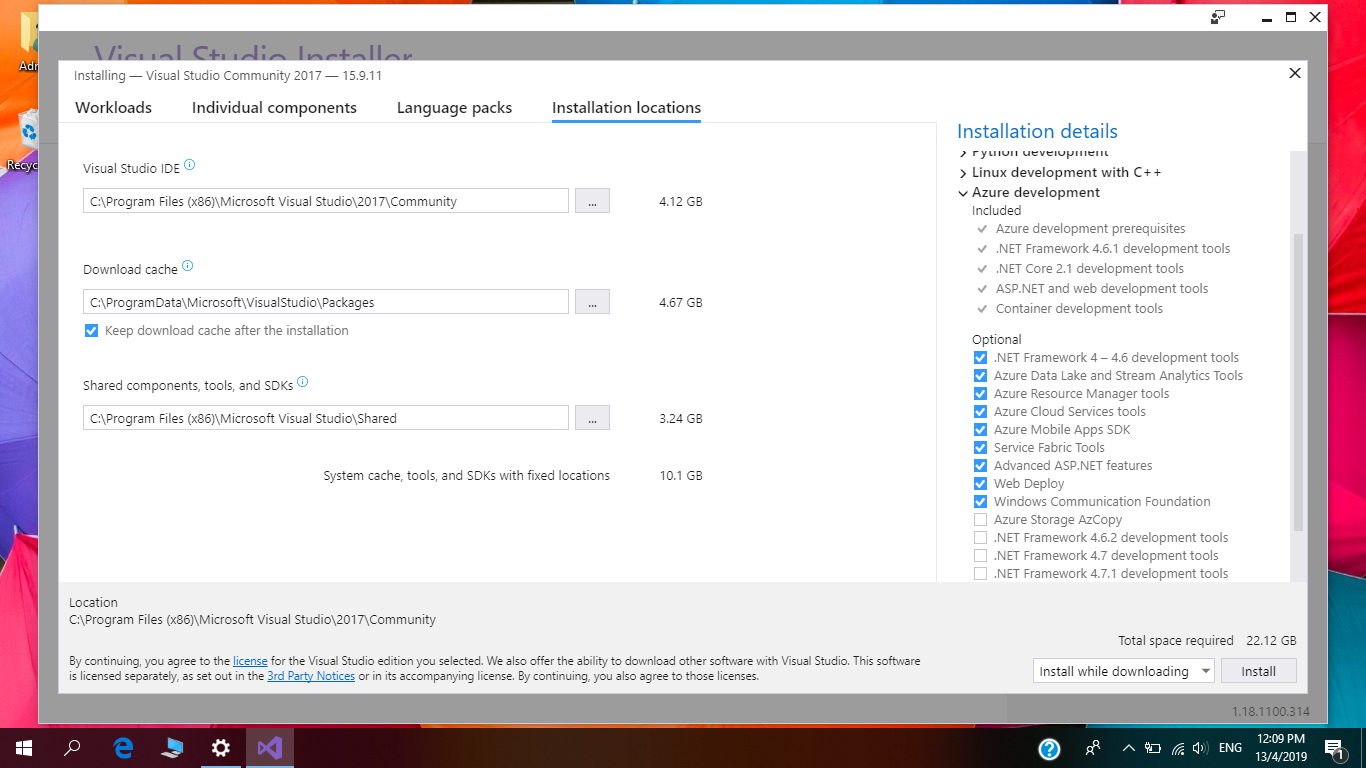 Visual Studio Installer
Installing — Visual Studio Community 2017 — 15.9.11
Workloads
Individual components
Language packs
Installation locations
Visual Studio IDE
C:\Program Files (x86)\Microsoft Visual Studio\2017\Community
...
4.12 GB
Download cache
C:\ProgramData\Microsoft\VisualStudio\Packages
...
4.67 GB
Keep download cache after the installation
Shared components, tools, and SDKs
C:\Program Files (x86)\Microsoft Visual Studio\Shared
...
3.24 GB
System cache, tools, and SDKs with fixed locations
10.1 GB
Installation details
Python development
Linux development with C++
Azure development
Included
Azure development prerequisites
.NET Framework 4.6.1 development tools
.NET Core 2.1 development tools
ASP.NET and web development tools
Container development tools
Optional
.NET Framework 4 – 4.6 development tools
Azure Data Lake and Stream Analytics Tools
Azure Resource Manager tools
Azure Cloud Services tools
Azure Mobile Apps SDK
Service Fabric Tools
Advanced ASP.NET features
Web Deploy
Windows Communication Foundation
Azure Storage AzCopy
.NET Framework 4.6.2 development tools
.NET Framework 4.7 development tools
.NET Framework 4.7.1 development tools
Location
C:\Program Files (x86)\Microsoft Visual Studio\2017\Community
By continuing, you agree to the license for the Visual Studio edition you selected. We also offer the ability to download other software with Visual Studio. This software
is licensed separately, as set out in the 3rd Party Notices or in its accompanying license. By continuing, you also agree to those licenses.
Total space required 22.12 GB
Install while downloading
Install
1.18.1100.314
ENG
12:09 PM
13/4/2019
1